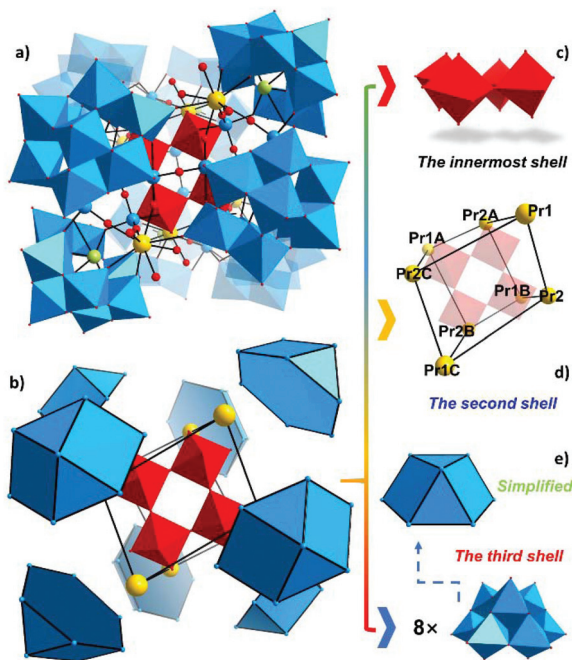 a)
c)
The innermost shell
Pr1
Pr2A
Pr1A
Pr2C
Pr1B
Pr2
Pr2B
Pr1C
d)
The second shell
b)
e)
Simplified
The third shell
8×